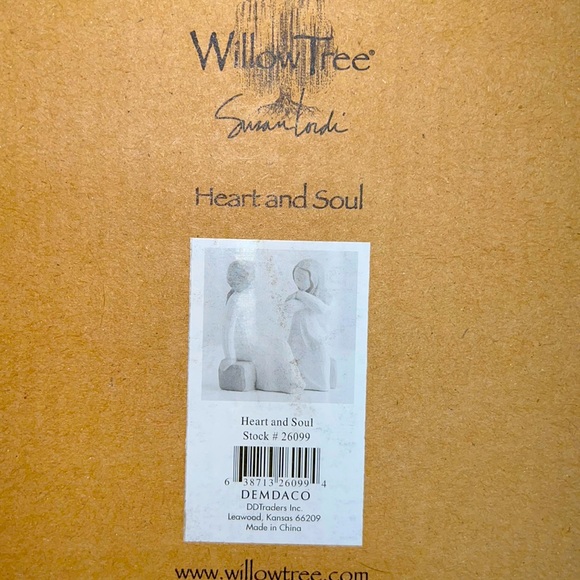 Willow Tree®
Susan Lordi
Heart and Soul
Heart and Soul
Stock # 26099
6 38713 26099 4
DEMDACO
DDTraders Inc.
Leawood, Kansas 66209
Made in China
www.willowtree.com